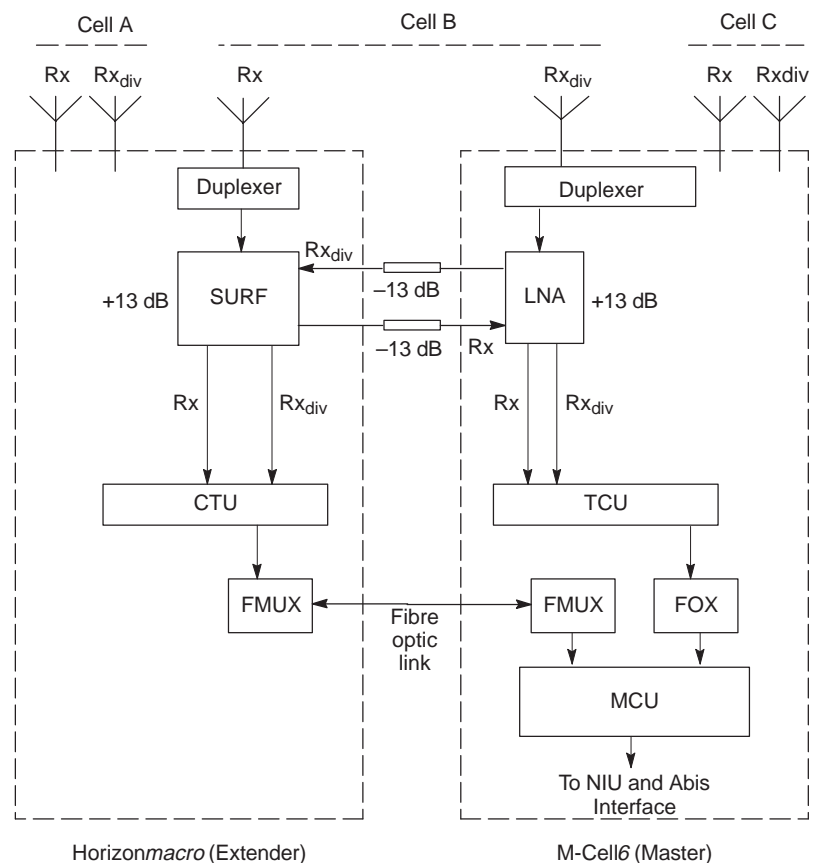 Cell A
Cell B
Cell C
Rx
Rxdiv
Rx
Rxdiv
Rx
Rxdiv
Duplexer
Duplexer
Rxdiv
–13 dB
+13 dB
SURF
LNA
+13 dB
–13 dB
Rx
Rx
Rxdiv
Rx
Rxdiv
CTU
TCU
FMUX
Fibre
optic
link
FMUX
FOX
MCU
To NIU and Abis
Interface
Horizonmacro (Extender)
M-Cell6 (Master)